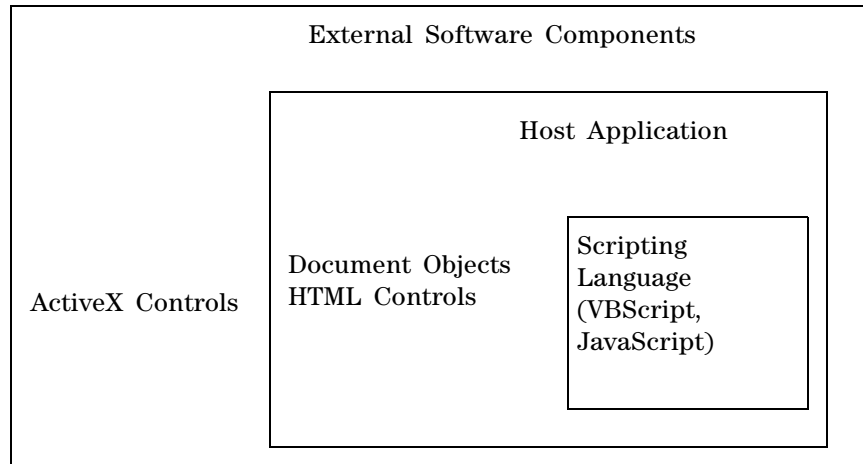 External Software Components
Host Application
Document Objects
HTML Controls
ActiveX Controls
Scripting
Language
(VBScript,
JavaScript)